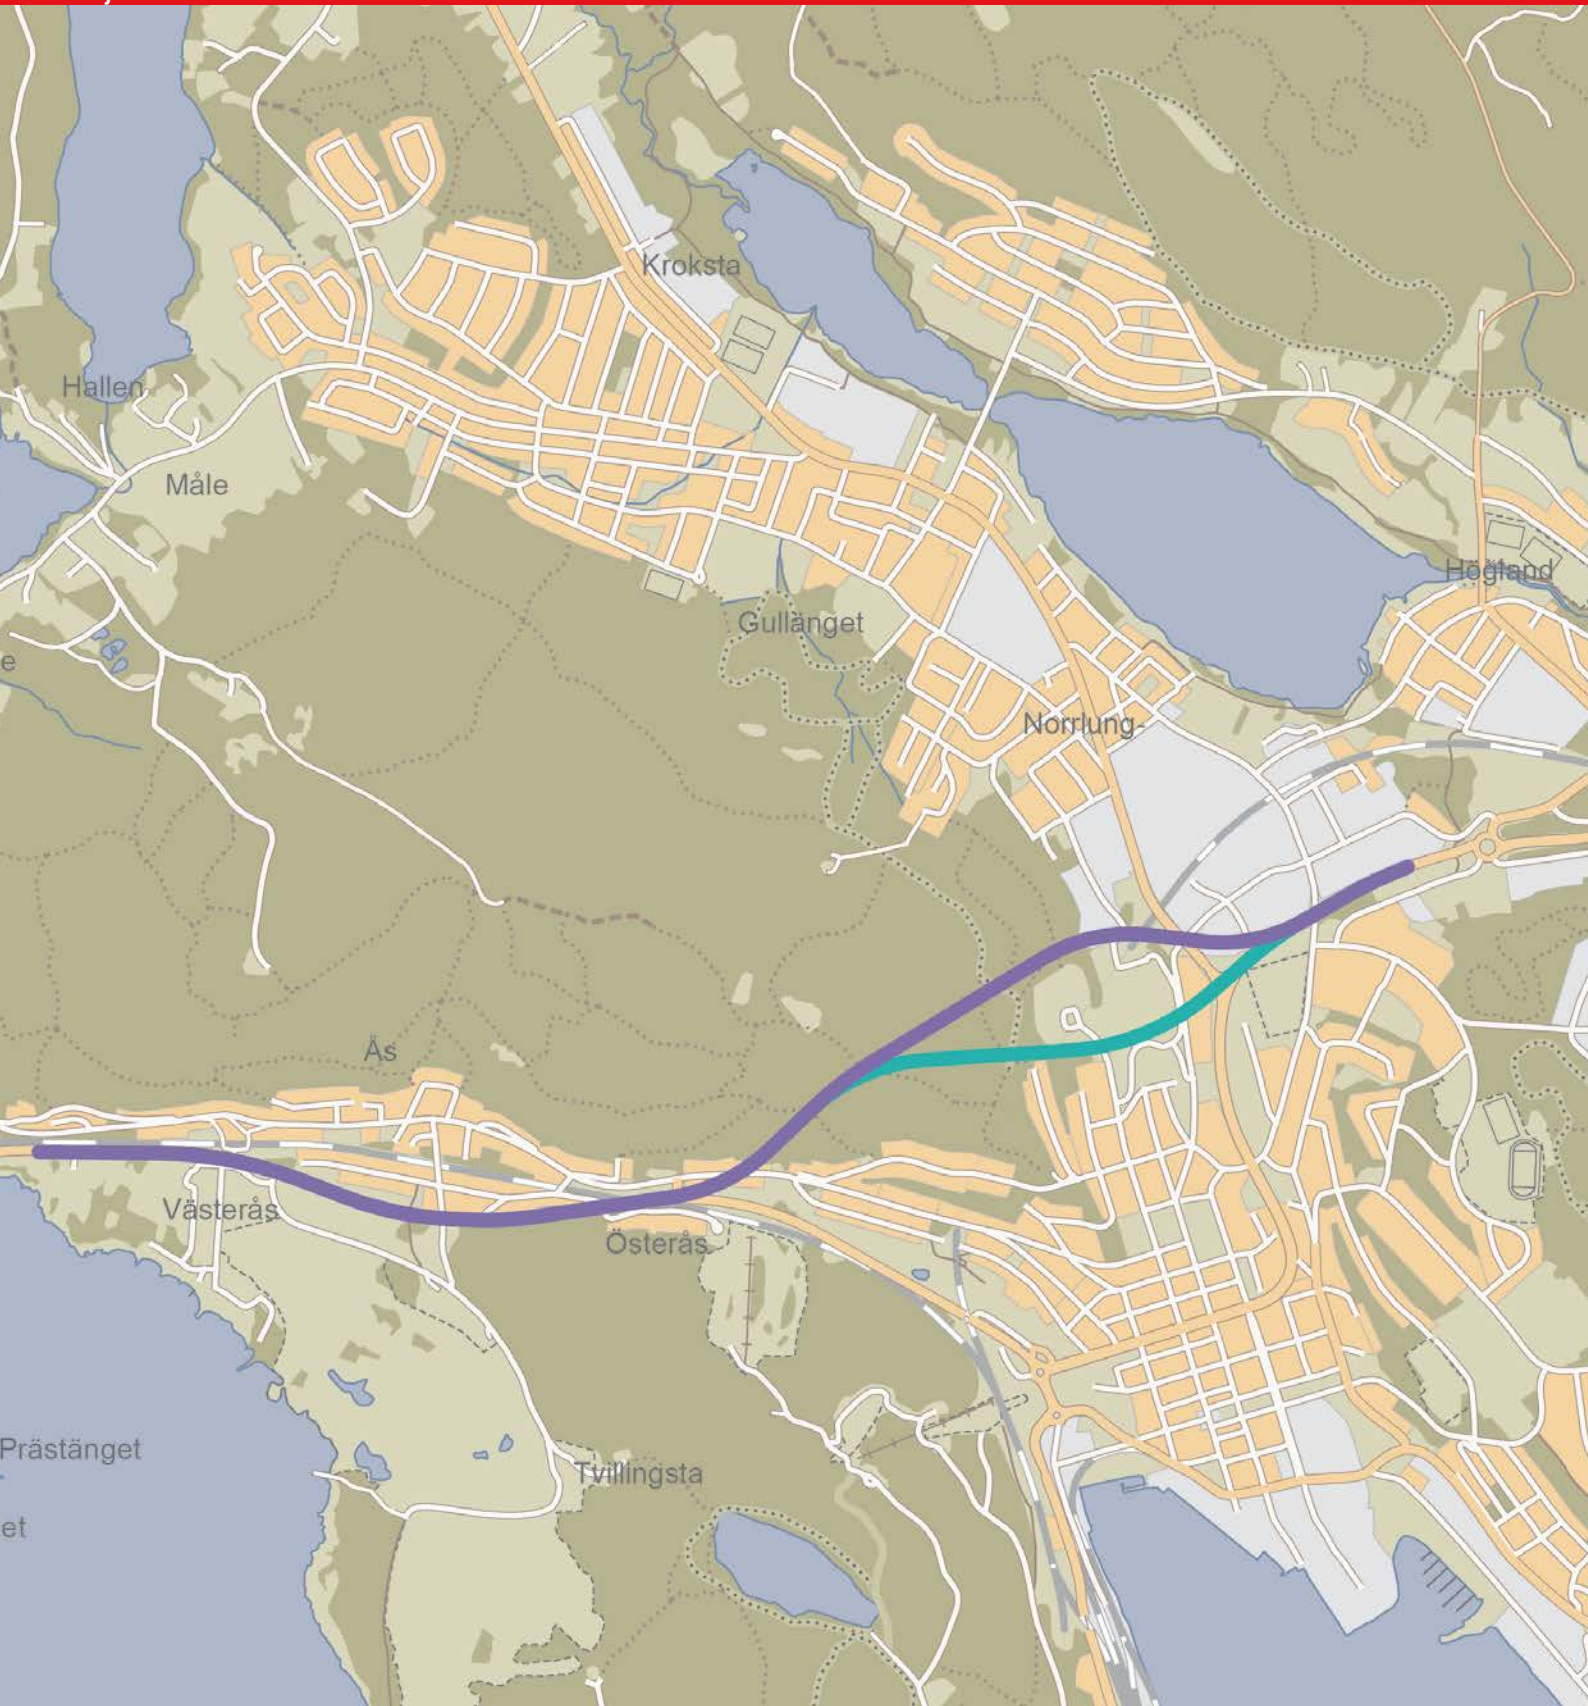 Kroksta
Hallen
Måle
Högland
Gullänget
e
Norrlung-
Ås
Västerås
Österås
Prästänget
Tvillingsta
et